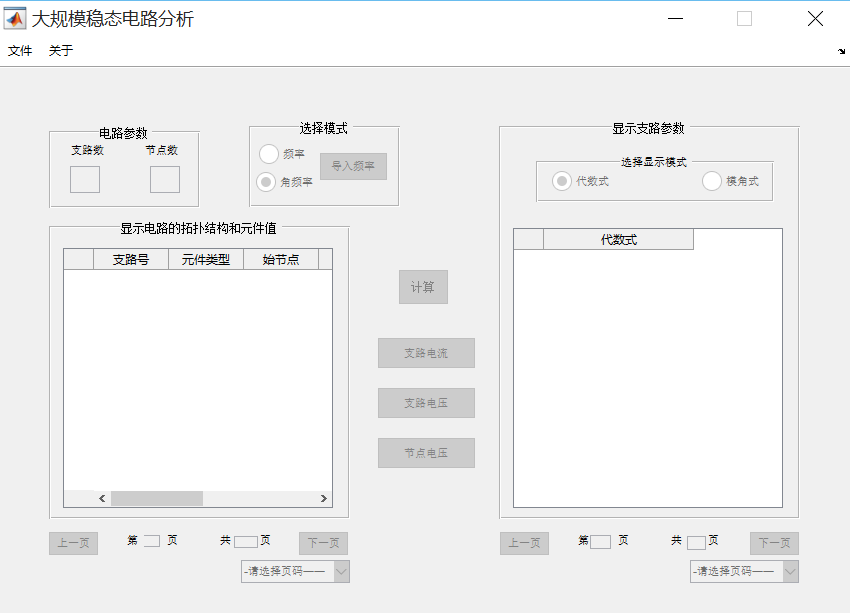 大规模稳态电路分析
文件 关于
电路参数
支路数 节点数
选择模式
频率
角频率
导入频率
显示电路的拓扑结构和元件值
支路号 元件类型 始节点
计算
支路电流
支路电压
节点电压
显示支路参数
选择显示模式
代数式 模角式
代数式
上一页 第 页 共 页 下一页
-请选择页码——
上一页 第 页 共 页 下一页
-请选择页码——